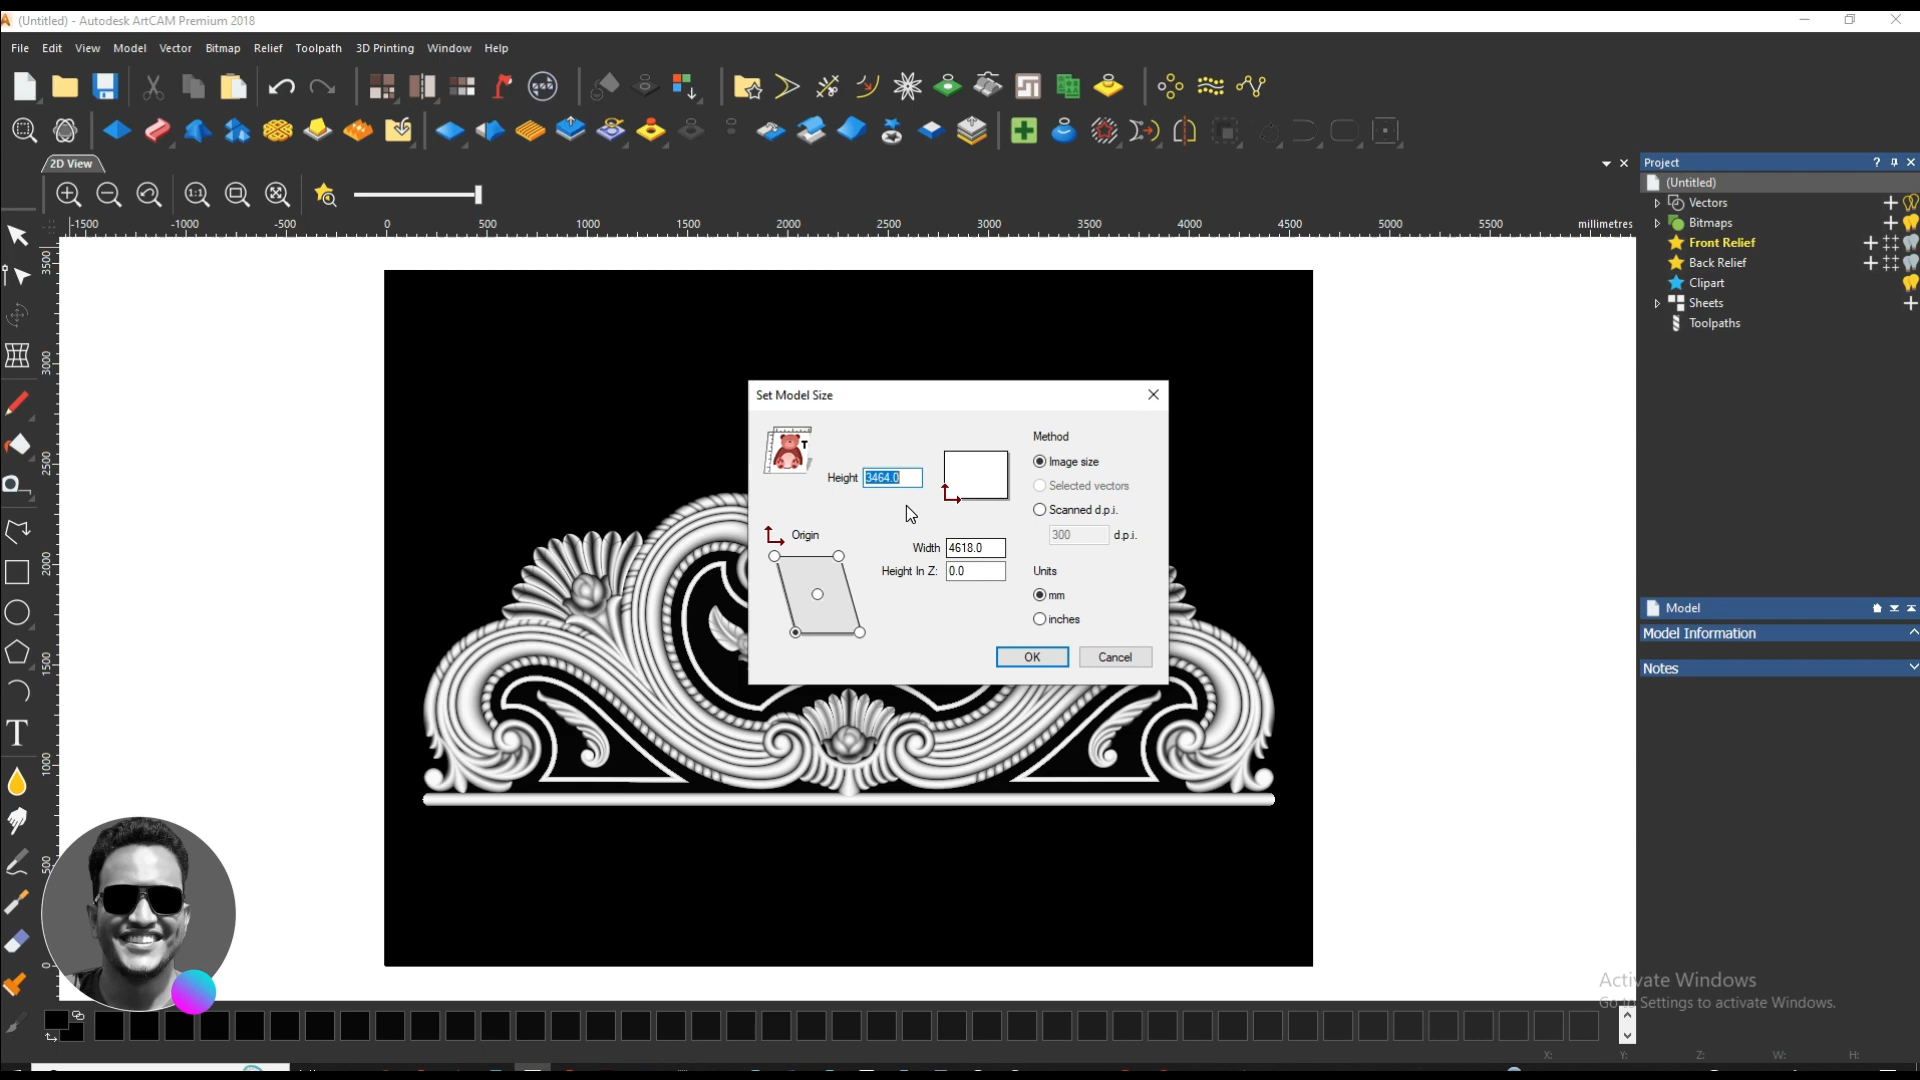 (Untitled) - Autodesk ArtCAM Premium 2018
File Edit View Model Vector Bitmap Relief Toolpath 3D Printing Window Help
2D View
Project
1:1
(Untitled)
Vectors
Bitmaps
Front Relief
Back Relief
Clipart
Sheets
Toolpaths
-1500 -1000 -500 0 500 1000 1500 2000 2500 3000 3500 4000 4500 5000 5500 millimetres
3500
3000
2500
2000
1500
1000
500
0
Set Model Size
T
Height 3464.0
Origin
Width 4618.0
Height In Z: 0.0
Method
Image size
Selected vectors
Scanned d.p.i.
300 d.p.i.
Units
mm
inches
OK Cancel
Model
Model Information
Notes
T
Activate Windows
Go to Settings to activate Windows.
X: Y: Z: W: H: